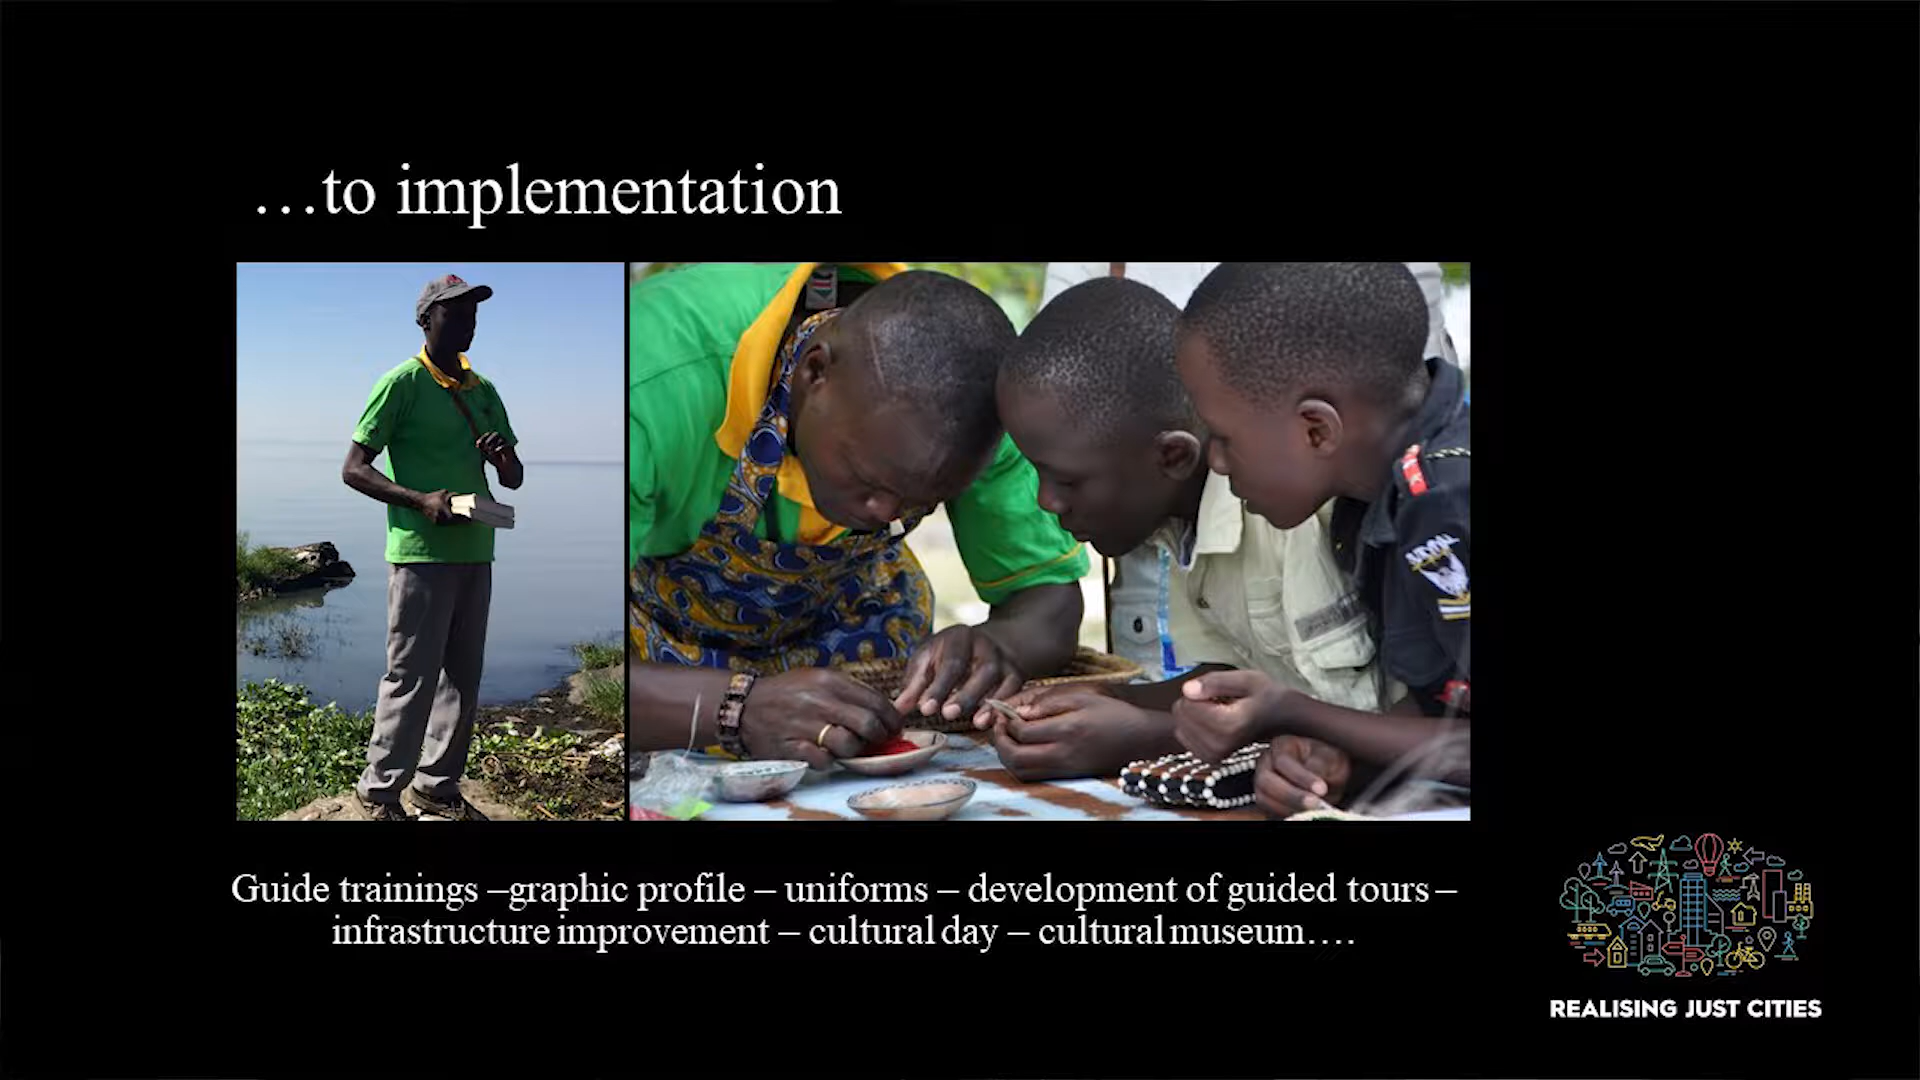 …to implementation
Guide trainings –graphic profile – uniforms – development of guided tours –
infrastructure improvement – cultural day – cultural museum….
REALISING JUST CITIES